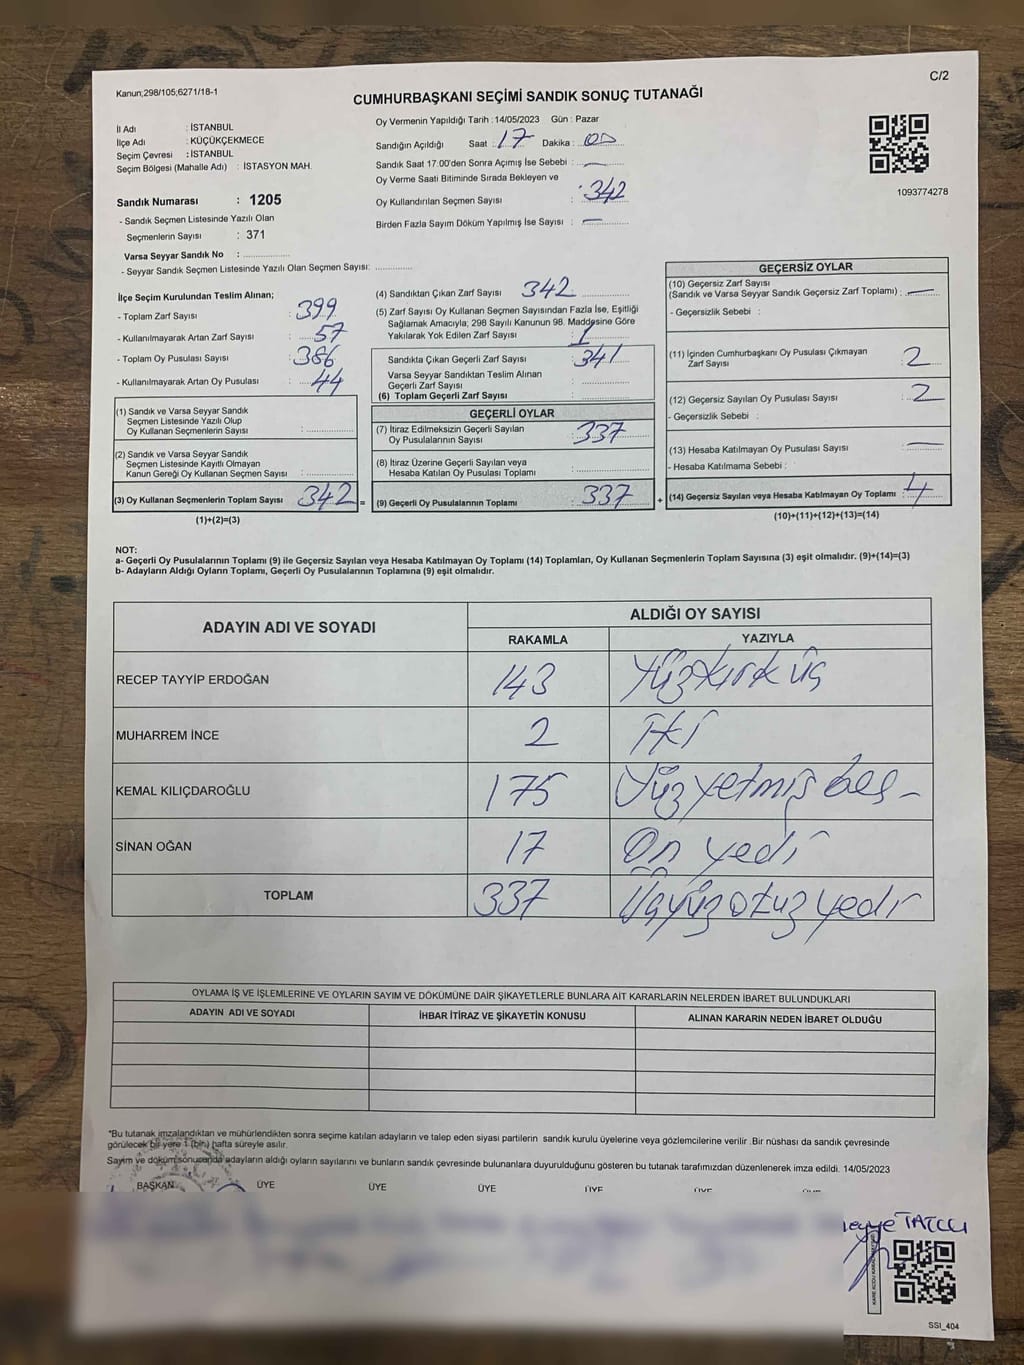 C/2
Kanun;298/105;6271/18-1
CUMHURBAŞKANI SEÇİMİ SANDIK SONUÇ TUTANAĞI
İl Adı : İSTANBUL
İlçe Adı : KÜÇÜKÇEKMECE
Seçim Çevresi : İSTANBUL
Seçim Bölgesi (Mahalle Adı) : İSTASYON MAH.
Sandık Numarası : 1205
- Sandık Seçmen Listesinde Yazılı Olan
Seçmenlerin Sayısı : 371
Varsa Seyyar Sandık No : ..............
- Seyyar Sandık Seçmen Listesinde Yazılı Olan Seçmen Sayısı: ............
Oy Vermenin Yapıldığı Tarih :14/05/2023 Gün : Pazar
Sandığın Açıldığı Saat : 17 Dakika : 00
Sandık Saat 17:00'den Sonra Açımış İse Sebebi : —
Oy Verme Saati Bitiminde Sırada Bekleyen ve
Oy Kullandırılan Seçmen Sayısı : 342
Birden Fazla Sayım Döküm Yapılmış İse Sayısı : —
1093774278
İlçe Seçim Kurulundan Teslim Alınan;
- Toplam Zarf Sayısı : 399
- Kullanılmayarak Artan Zarf Sayısı : 57
- Toplam Oy Pusulası Sayısı : 386
- Kullanılmayarak Artan Oy Pusulası : 44
(1) Sandık ve Varsa Seyyar Sandık
Seçmen Listesinde Yazılı Olup
Oy Kullanan Seçmenlerin Sayısı : ..............
(2) Sandık ve Varsa Seyyar Sandık
Seçmen Listesinde Kayıtlı Olmayan
Kanun Gereği Oy Kullanan Seçmen Sayısı : ..............
(3) Oy Kullanan Seçmenlerin Toplam Sayısı 342 =
(1)+(2)=(3)
(4) Sandıktan Çıkan Zarf Sayısı 342
(5) Zarf Sayısı Oy Kullanan Seçmen Sayısından Fazla İse, Eşitliği
Sağlamak Amacıyla; 298 Sayılı Kanunun 98. Maddesine Göre
Yakılarak Yok Edilen Zarf Sayısı : 1
Sandıkta Çıkan Geçerli Zarf Sayısı : 341
Varsa Seyyar Sandıktan Teslim Alınan
Geçerli Zarf Sayısı : ..............
(6) Toplam Geçerli Zarf Sayısı : ..............
GEÇERLİ OYLAR
(7) İtiraz Edilmeksizin Geçerli Sayılan
Oy Pusulalarının Sayısı : 337
(8) İtiraz Üzerine Geçerli Sayılan veya
Hesaba Katılan Oy Pusulası Toplamı : ..............
(9) Geçerli Oy Pusulalarının Toplamı : 337 +
GEÇERSİZ OYLAR
(10) Geçersiz Zarf Sayısı
(Sandık ve Varsa Seyyar Sandık Geçersiz Zarf Toplamı) : —
- Geçersizlik Sebebi :
(11) İçinden Cumhurbaşkanı Oy Pusulası Çıkmayan
Zarf Sayısı 2
(12) Geçersiz Sayılan Oy Pusulası Sayısı : 2
- Geçersizlik Sebebi :
(13) Hesaba Katılmayan Oy Pusulası Sayısı : —
- Hesaba Katılmama Sebebi :
(14) Geçersiz Sayılan veya Hesaba Katılmayan Oy Toplamı : 4
(10)+(11)+(12)+(13)=(14)
NOT:
a- Geçerli Oy Pusulalarının Toplamı (9) ile Geçersiz Sayılan veya Hesaba Katılmayan Oy Toplamı (14) Toplamları, Oy Kullanan Seçmenlerin Toplam Sayısına (3) eşit olmalıdır. (9)+(14)=(3)
b- Adayların Aldığı Oyların Toplamı, Geçerli Oy Pusulalarının Toplamına (9) eşit olmalıdır.
ADAYIN ADI VE SOYADI ALDIĞI OY SAYISI
RAKAMLA YAZIYLA
RECEP TAYYİP ERDOĞAN 143 Yüzkırk üç
MUHARREM İNCE 2 İki
KEMAL KILIÇDAROĞLU 175 Yüz yetmiş beş -
SİNAN OĞAN 17 On yedi
TOPLAM 337 Üçyüz otuz yedi
OYLAMA İŞ VE İŞLEMLERİNE VE OYLARIN SAYIM VE DÖKÜMÜNE DAİR ŞİKAYETLERLE BUNLARA AİT KARARLARIN NELERDEN İBARET BULUNDUKLARI
ADAYIN ADI VE SOYADI İHBAR İTİRAZ VE ŞİKAYETİN KONUSU ALINAN KARARIN NEDEN İBARET OLDUĞU
*Bu tutanak imzalandıktan ve mühürlendikten sonra seçime katılan adayların ve talep eden siyasi partilerin sandık kurulu üyelerine veya gözlemcilerine verilir .Bir nüshası da sandık çevresinde
görülecek bir yere 1 (bir) hafta süreyle asılır.
Sayım ve döküm sonucunda adayların aldığı oyların sayılarını ve bunların sandık çevresinde bulunanlara duyurulduğunu gösteren bu tutanak tarafımızdan düzenlenerek imza edildi. 14/05/2023
BAŞKAN ÜYE ÜYE ÜYE ÜYE ÜYE
TATCLI
SSI_404